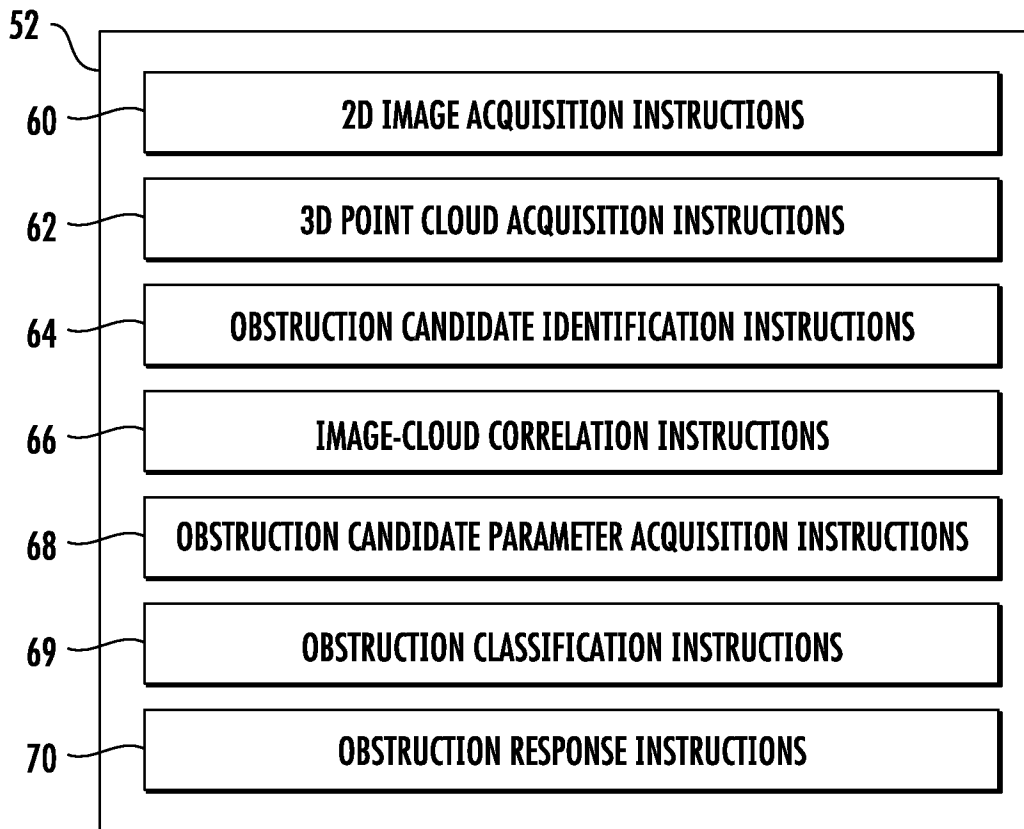 52
60 2D IMAGE ACQUISITION INSTRUCTIONS
62 3D POINT CLOUD ACQUISITION INSTRUCTIONS
64 OBSTRUCTION CANDIDATE IDENTIFICATION INSTRUCTIONS
66 IMAGE-CLOUD CORRELATION INSTRUCTIONS
68 OBSTRUCTION CANDIDATE PARAMETER ACQUISITION INSTRUCTIONS
69 OBSTRUCTION CLASSIFICATION INSTRUCTIONS
70 OBSTRUCTION RESPONSE INSTRUCTIONS